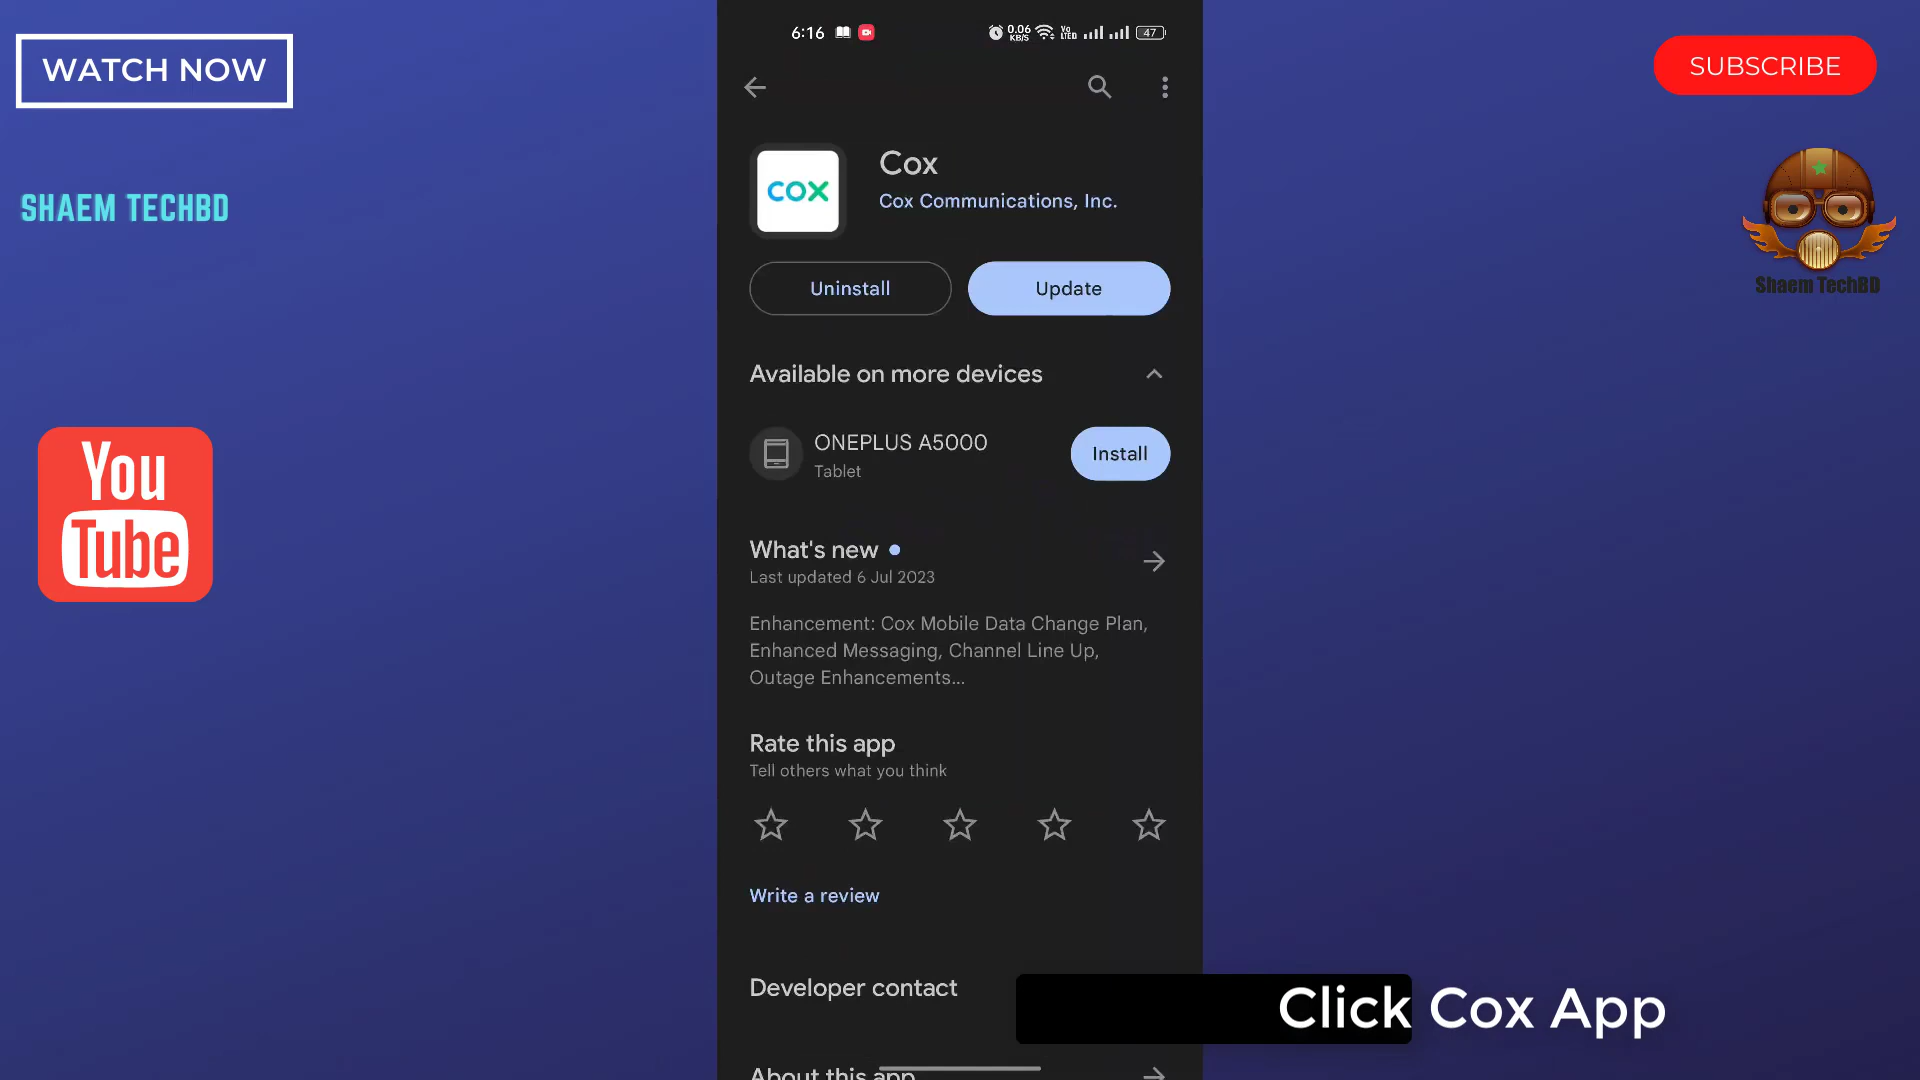 WATCH NOW
SHAEM TECHBD
You
Tube
6:16
0.06
KB/S
Vo
LTED
47
Cox
Cox Communications, Inc.
COX
Uninstall
Update
Available on more devices
ONEPLUS A5000
Tablet
Install
What's new
Last updated 6 Jul 2023
Enhancement: Cox Mobile Data Change Plan,
Enhanced Messaging, Channel Line Up,
Outage Enhancements...
Rate this app
Tell others what you think
Write a review
Developer contact
About this app
Click Cox App
SUBSCRIBE
Shaem TechBD